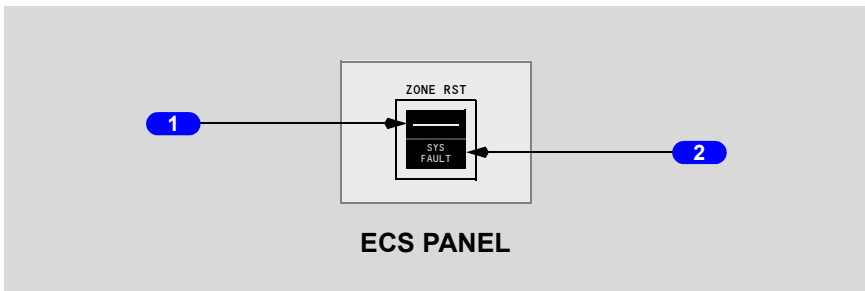 ZONE RST
1
SYS
FAULT
2
ECS PANEL